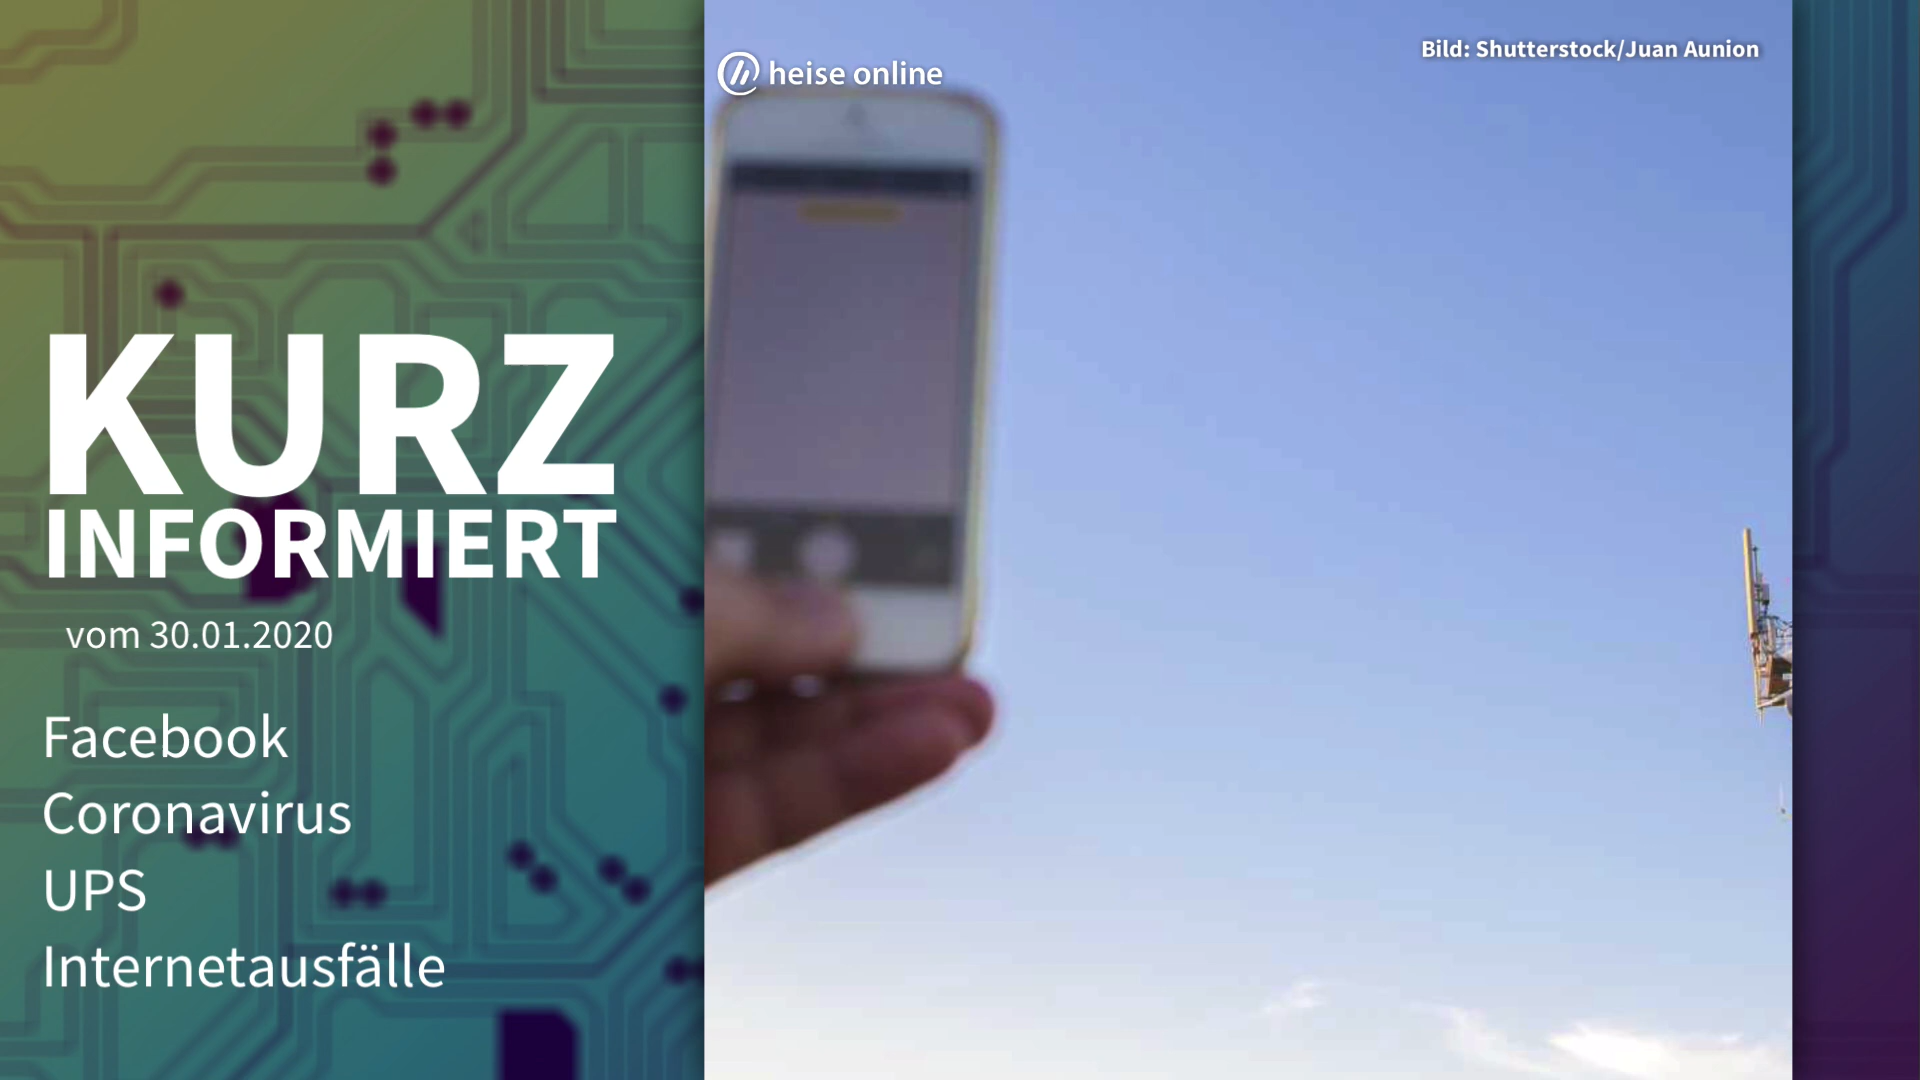 KURZ
INFORMIERT
vom 30.01.2020
Facebook
Coronavirus
UPS
Internetausfälle
heise online
Bild: Shutterstock/Juan Aunion